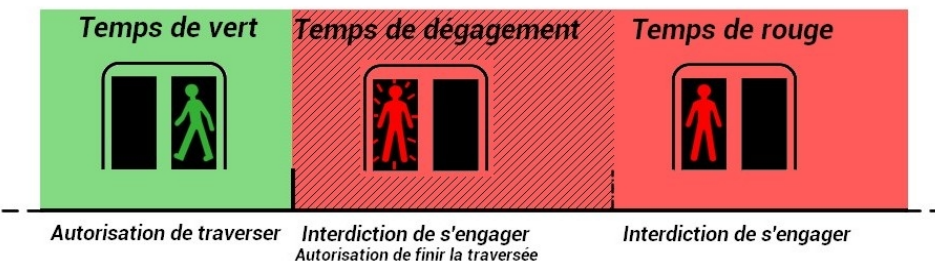 Temps de vert
Temps de dégagement
Temps de rouge
Autorisation de traverser
Interdiction de s'engager
Autorisation de finir la traversée
Interdiction de s'engager